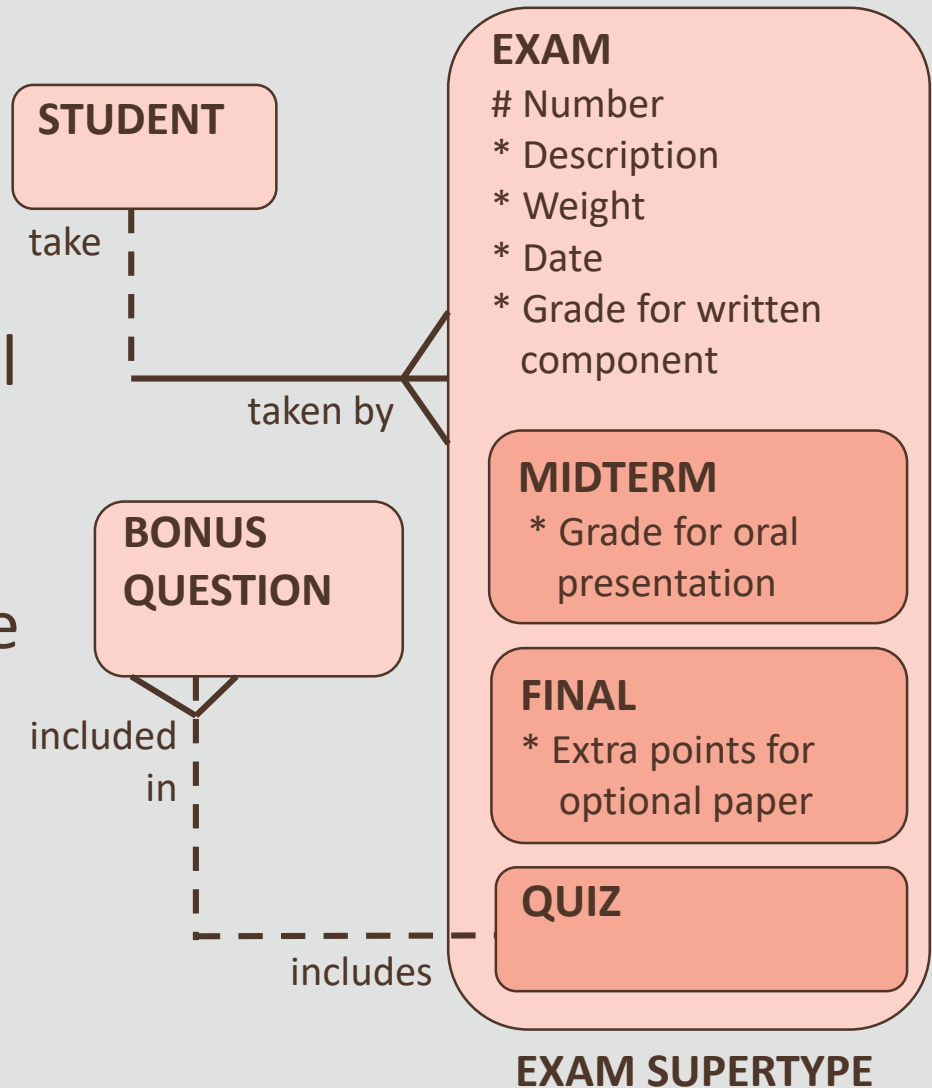 STUDENT
take
l
taken by
BONUS
QUESTION
e
included
in
includes
EXAM
# Number
* Description
* Weight
* Date
* Grade for written
component
MIDTERM
* Grade for oral
presentation
FINAL
* Extra points for
optional paper
QUIZ
EXAM SUPERTYPE